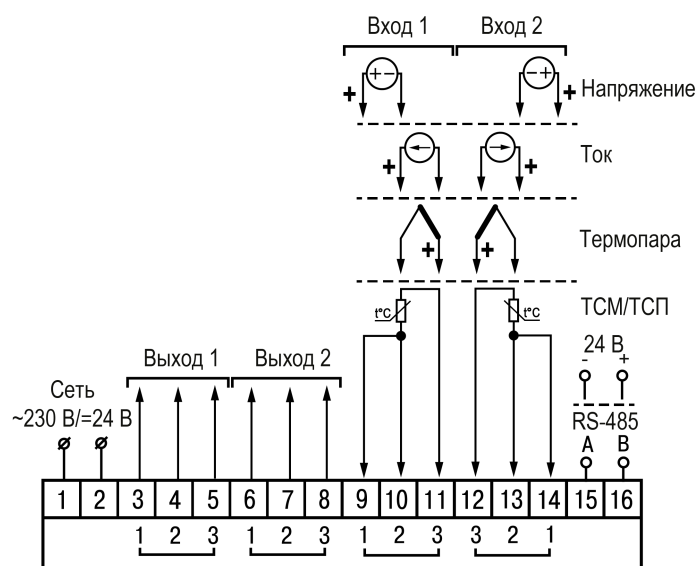 Вход 1 Вход 2
+ + - - + + Напряжение
+ + Ток
+ + Термопара
t°C t°C ТСМ/ТСП
Выход 1 Выход 2 24 В
- +
Сеть
~230 В/=24 В RS-485
A B
1 2 3 4 5 6 7 8 9 10 11 12 13 14 15 16
1 2 3 1 2 3 1 2 3 3 2 1